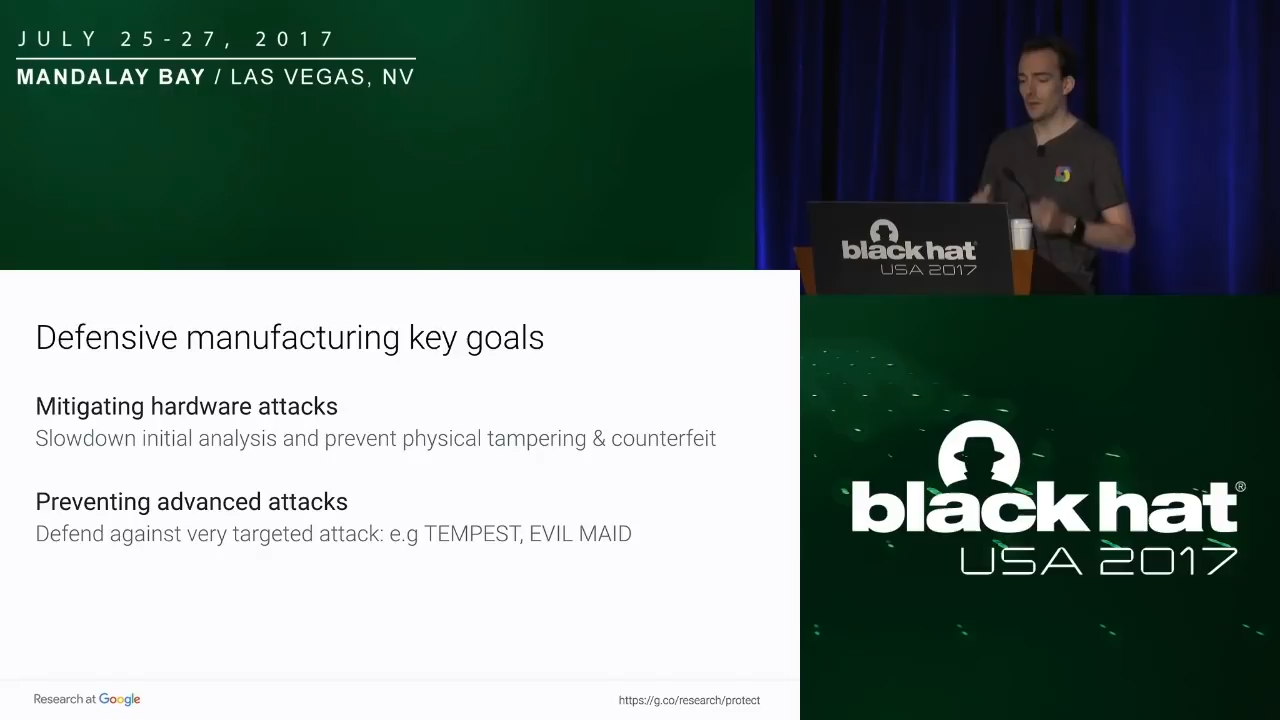 JULY 25-27, 2017
MANDALAY BAY / LAS VEGAS, NV
black hat
USA 2017
Defensive manufacturing key goals
Mitigating hardware attacks
Slowdown initial analysis and prevent physical tampering & counterfeit
Preventing advanced attacks
Defend against very targeted attack: e.g TEMPEST, EVIL MAID
Research at Google
https://g.co/research/protect
black hat®
USA 2017